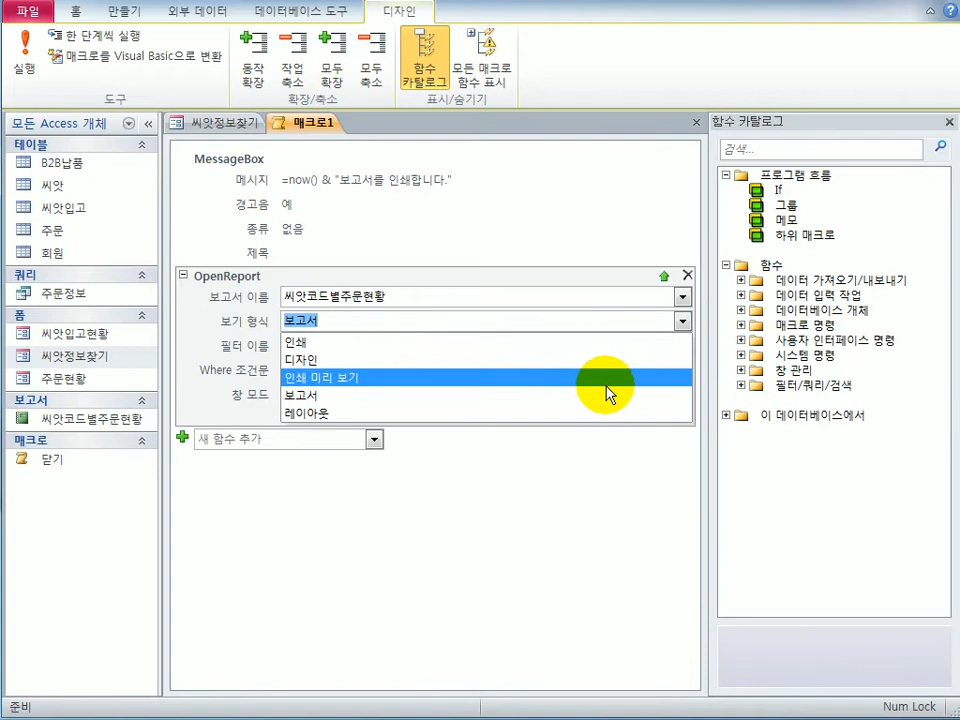 파일 홈 만들기 외부 데이터 데이터베이스 도구 디자인
실행
한 단계씩 실행
매크로를 Visual Basic으로 변환
도구
동작 확장
작업 축소
모두 확장
모두 축소
확장/축소
함수 카탈로그
모든 매크로 함수 표시
표시/숨기기
모든 Access 개체
테이블
B2B납품
씨앗
씨앗입고
주문
회원
쿼리
주문정보
폼
씨앗입고현황
씨앗정보찾기
주문현황
보고서
씨앗코드별주문현황
매크로
닫기
씨앗정보찾기 매크로1
MessageBox
메시지 =now() & "보고서를 인쇄합니다."
경고음 예
종류 없음
제목
OpenReport
보고서 이름 씨앗코드별주문현황
보기 형식 보고서
필터 이름
Where 조건문
창 모드
인쇄
디자인
인쇄 미리 보기
보고서
레이아웃
새 함수 추가
함수 카탈로그
검색...
프로그램 흐름
If
그룹
메모
하위 매크로
함수
데이터 가져오기/내보내기
데이터 입력 작업
데이터베이스 개체
매크로 명령
사용자 인터페이스 명령
시스템 명령
창 관리
필터/쿼리/검색
이 데이터베이스에서
준비 Num Lock